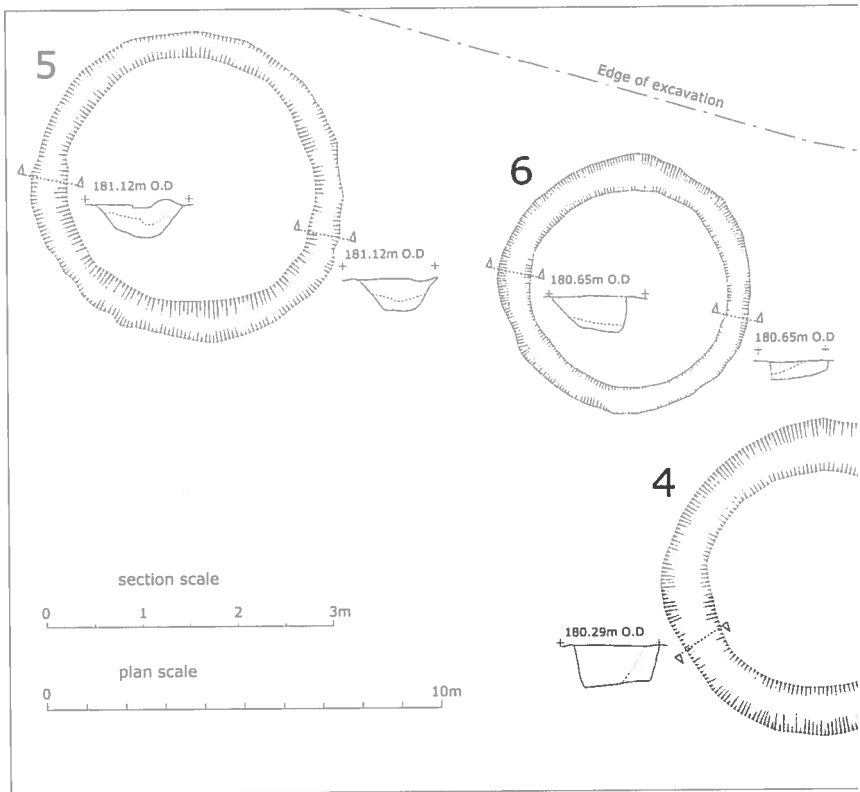 5
Edge of excavation
6
181.12m O.D
181.12m O.D
180.65m O.D
180.65m O.D
4
section scale
0 1 2 3m
180.29m O.D
plan scale
0 10m